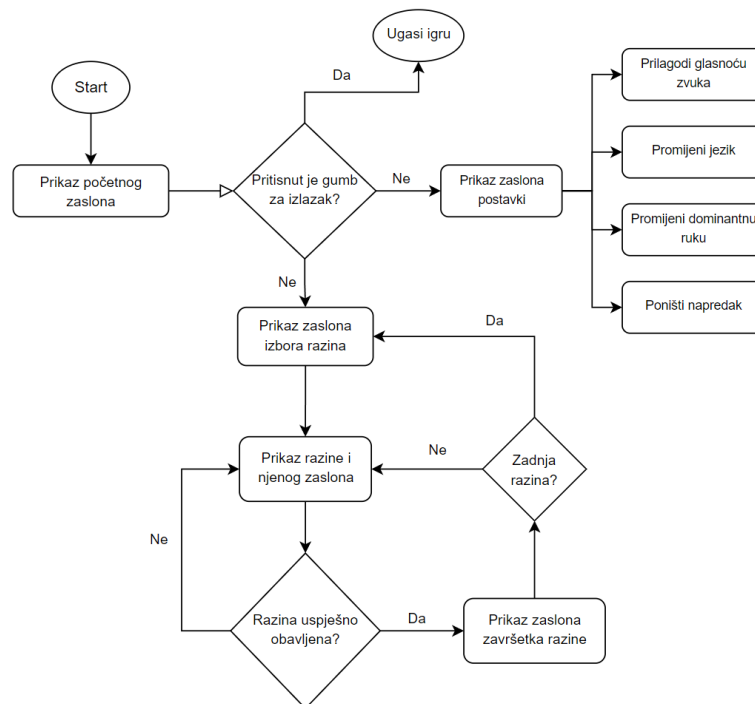 Ugasi igru
Start
Da
Prilagodi glasnoću
zvuka
Prikaz početnog
zaslona
Pritisnut je gumb
za izlazak?
Ne
Prikaz zaslona
postavki
Promijeni jezik
Promijeni dominantnu
ruku
Poništi napredak
Ne
Prikaz zaslona
izbora razina
Da
Prikaz razine i
njenog zaslona
Ne
Zadnja
razina?
Ne
Razina uspješno
obavljena?
Da
Prikaz zaslona
završetka razine